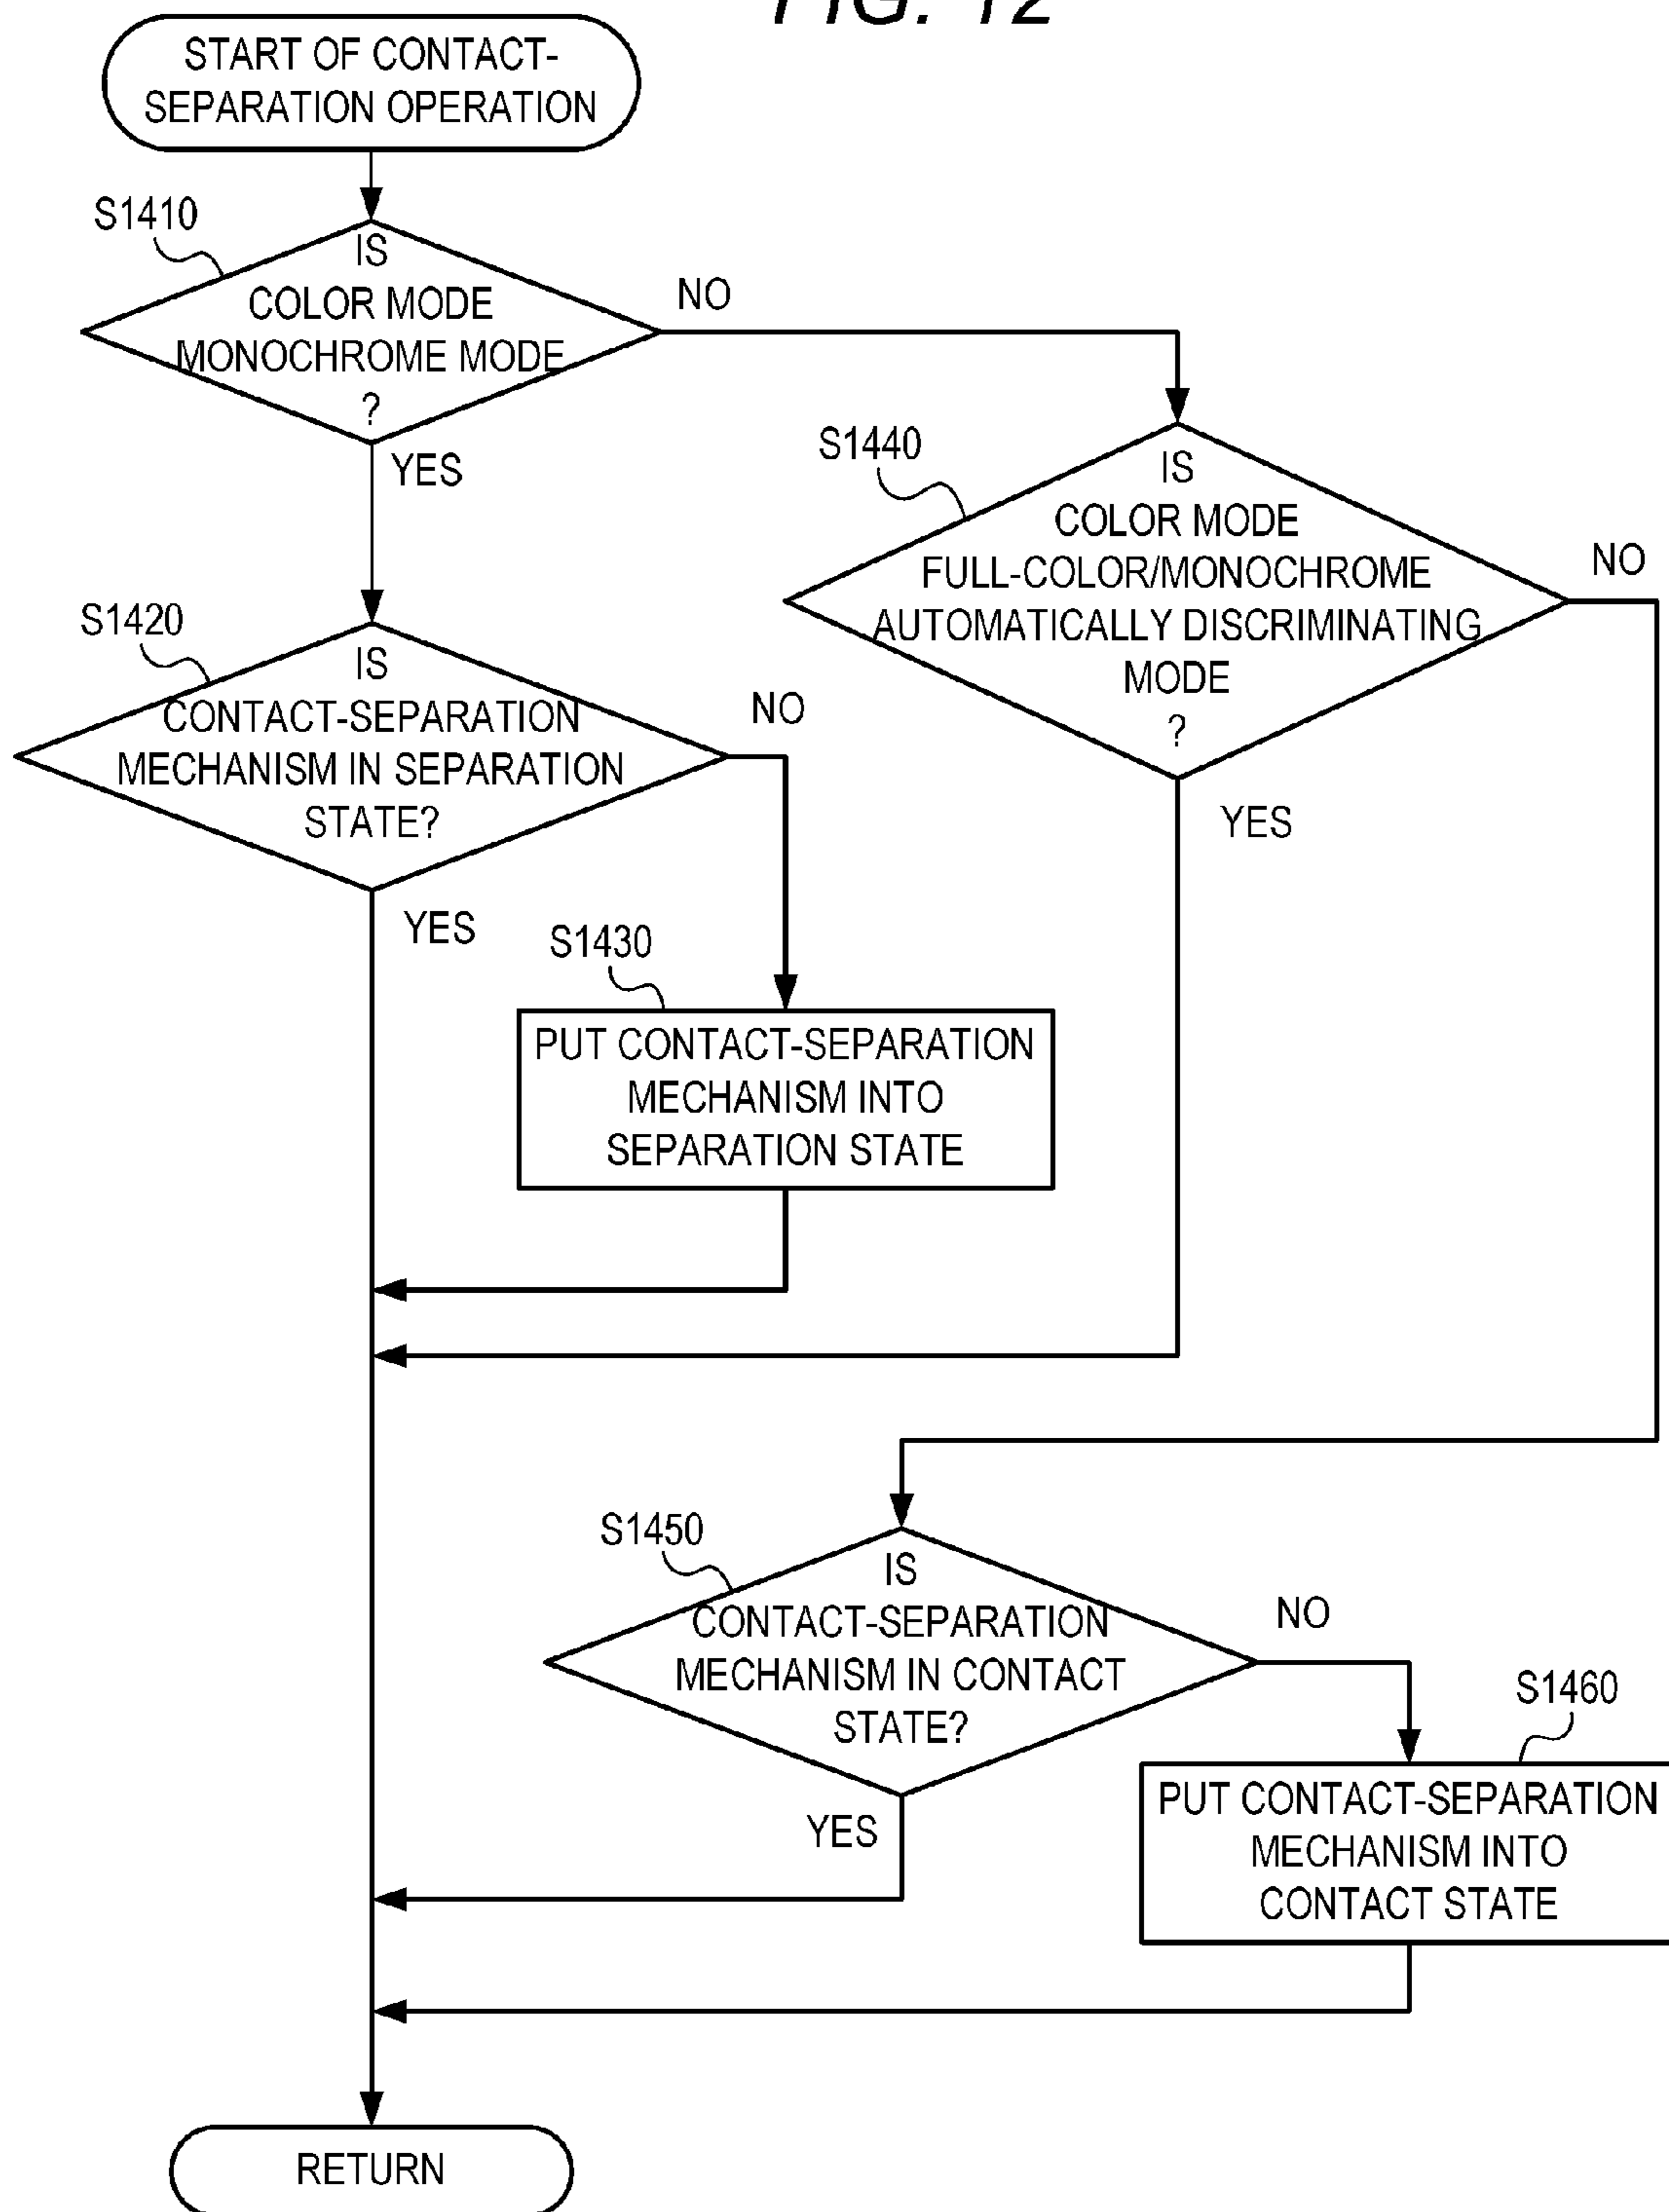 FIG. 12
START OF CONTACT-
SEPARATION OPERATION
S1410
IS
COLOR MODE
MONOCHROME MODE
?
NO
YES
S1440
IS
COLOR MODE
FULL-COLOR/MONOCHROME
AUTOMATICALLY DISCRIMINATING
MODE
?
NO
YES
S1420
IS
CONTACT-SEPARATION
MECHANISM IN SEPARATION
STATE?
NO
YES
S1430
PUT CONTACT-SEPARATION
MECHANISM INTO
SEPARATION STATE
S1450
IS
CONTACT-SEPARATION
MECHANISM IN CONTACT
STATE?
NO
YES
S1460
PUT CONTACT-SEPARATION
MECHANISM INTO
CONTACT STATE
RETURN